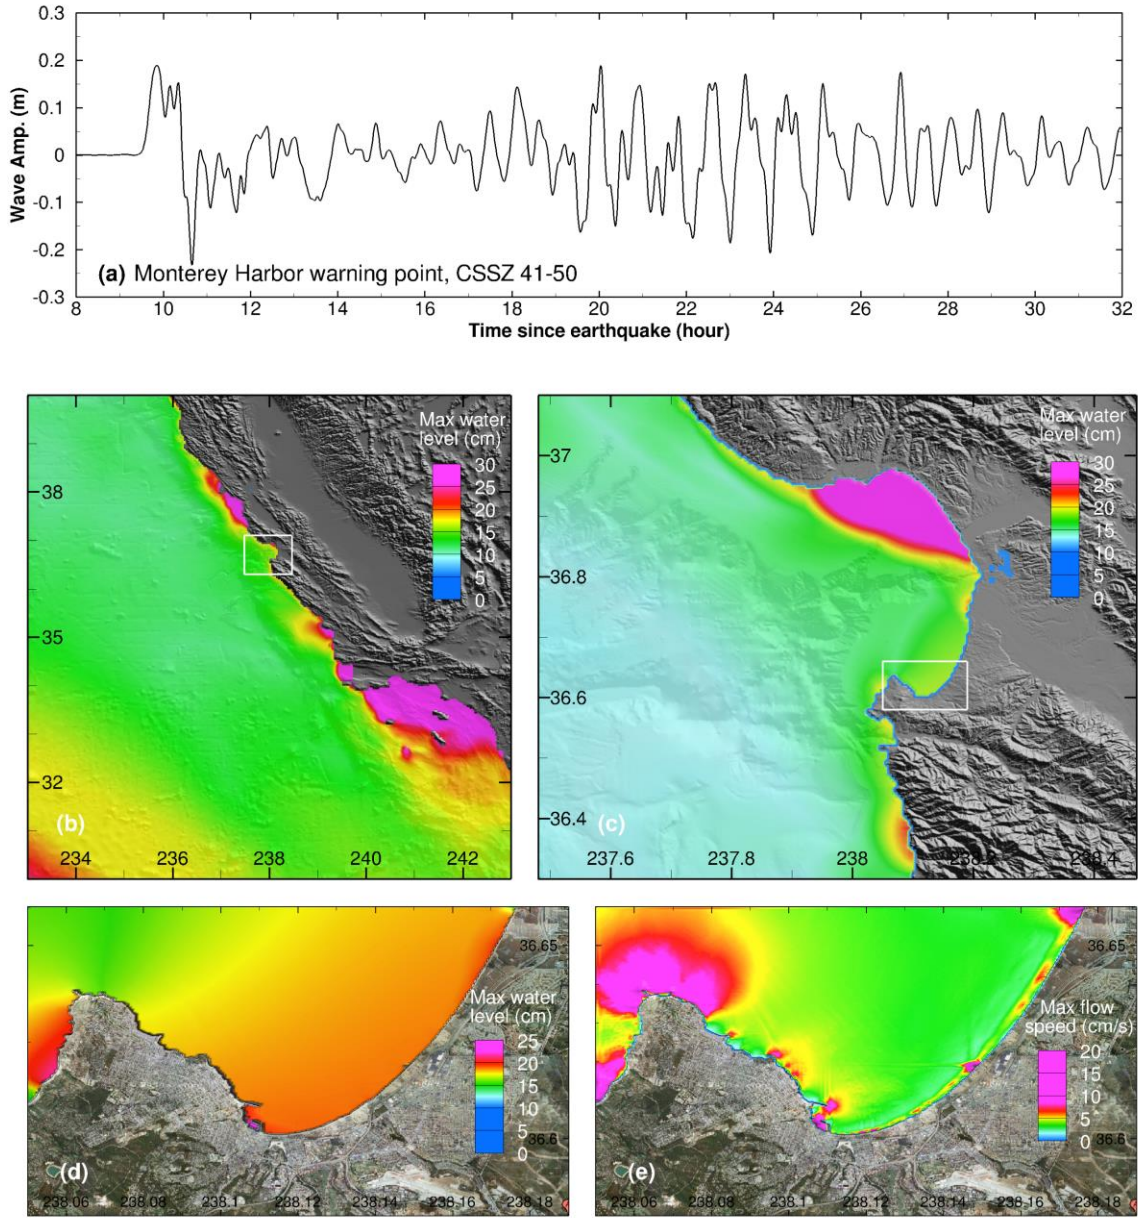 0.3
0.2
0.1
0
-0.1
-0.2
-0.3
Wave Amp. (m)
(a) Monterey Harbor warning point, CSSZ 41-50
8 10 12 14 16 18 20 22 24 26 28 30 32
Time since earthquake (hour)
Max water
level (cm)
30
25
20
15
10
5
0
38
35
32
(b)
234 236 238 240 242
Max water
level (cm)
30
25
20
15
10
5
0
37
36.8
36.6
36.4
(c)
237.6 237.8 238 238.2 238.4
36.65
Max water
level (cm)
25
20
15
10
5
0
36.6
(d)
238.06 238.08 238.1 238.12 238.14 238.16 238.18
36.65
Max flow
speed (cm/s)
20
15
10
5
0
36.6
(e)
238.06 238.08 238.1 238.12 238.14 238.16 238.18